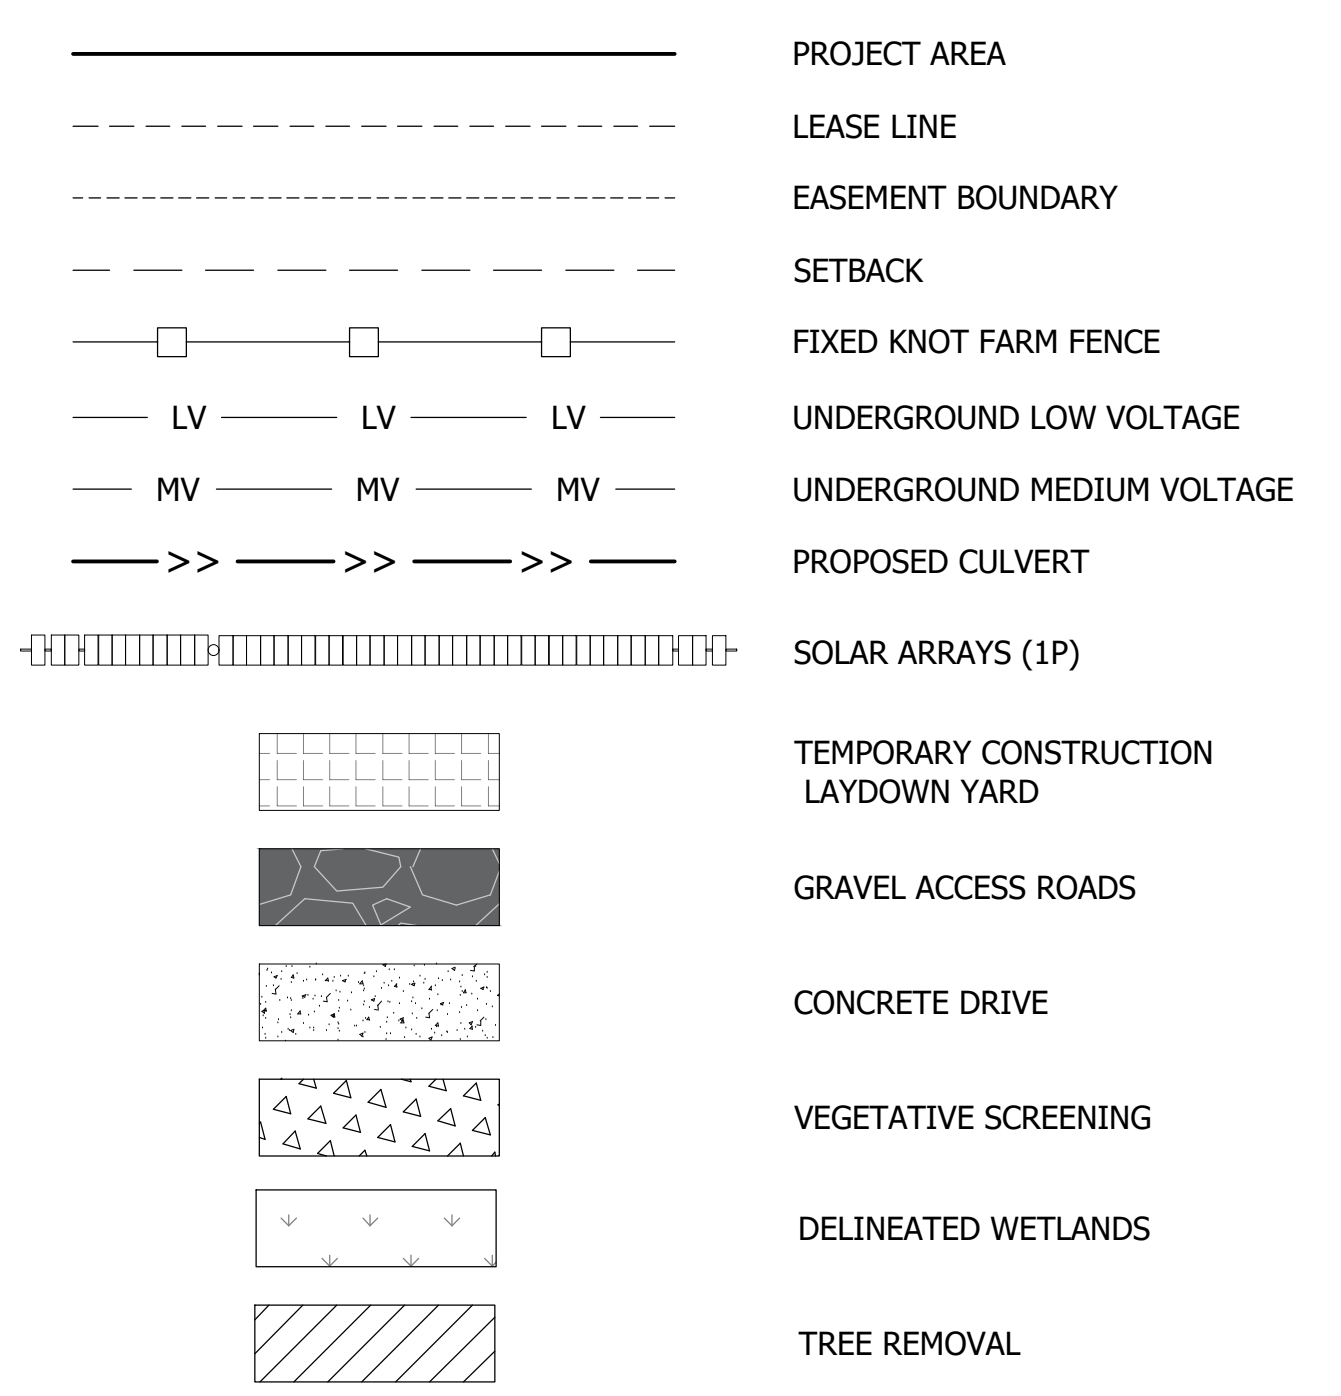 PROJECT AREA
LEASE LINE
EASEMENT BOUNDARY
SETBACK
FIXED KNOT FARM FENCE
LV LV LV UNDERGROUND LOW VOLTAGE
MV MV MV UNDERGROUND MEDIUM VOLTAGE
>> >> >> PROPOSED CULVERT
SOLAR ARRAYS (1P)
TEMPORARY CONSTRUCTION
LAYDOWN YARD
GRAVEL ACCESS ROADS
CONCRETE DRIVE
VEGETATIVE SCREENING
DELINEATED WETLANDS
TREE REMOVAL